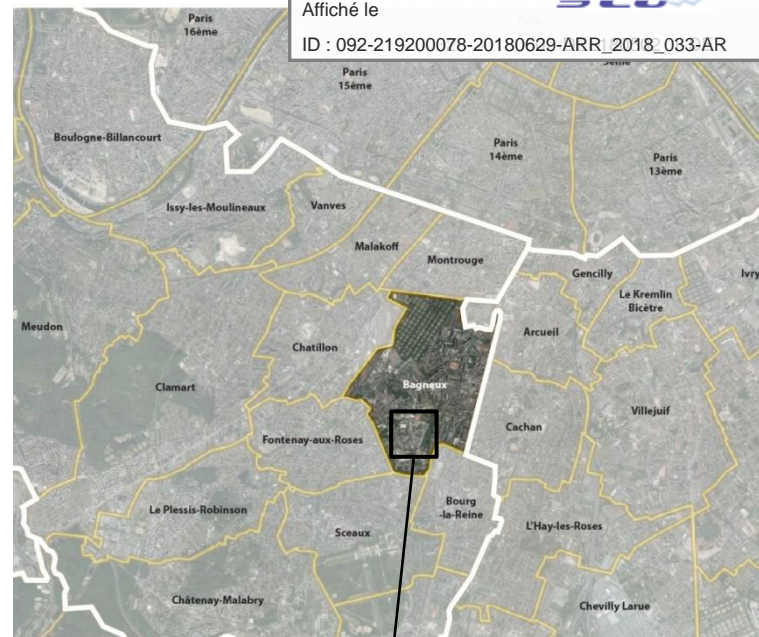 Affiché le
ID : 092-219200078-20180629-ARR_2018_033-AR
Paris
16ème
Paris
15ème
Boulogne-Billancourt
Paris
14ème
Paris
13ème
Issy-les-Moulineaux
Vanves
Malakoff
Montrouge
Gencilly
Ivry
Le Kremlin
Bicètre
Meudon
Chatillon
Arcueil
Clamart
Bagneux
Villejuif
Cachan
Fontenay-aux-Roses
Le Plessis-Robinson
Bourg
-la-Reine
Sceaux
L'Hay-les-Roses
Châtenay-Malabry
Chevilly Larue